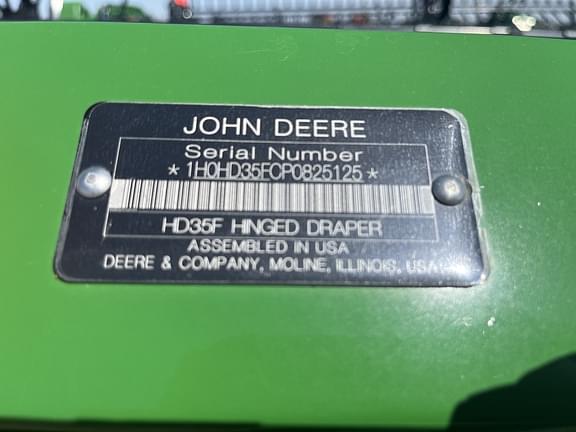 JOHN DEERE
Serial Number
*1H0HD35FCP0825125*
HD35F HINGED DRAPER
ASSEMBLED IN USA
DEERE & COMPANY, MOLINE, ILLINOIS, USA